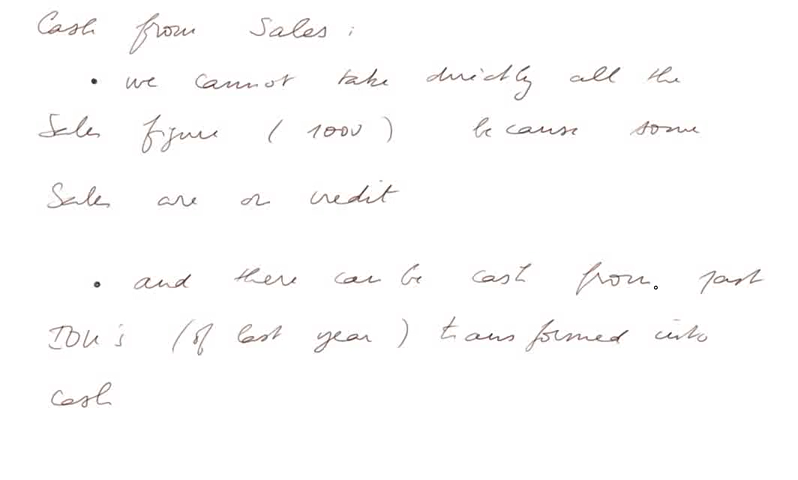 Cash from Sales :
• we cannot take directly all the
Sales figure ( 1000 ) because some
Sales are on credit
• and there can be cash from past
IOU's (of last year) transformed into
cash